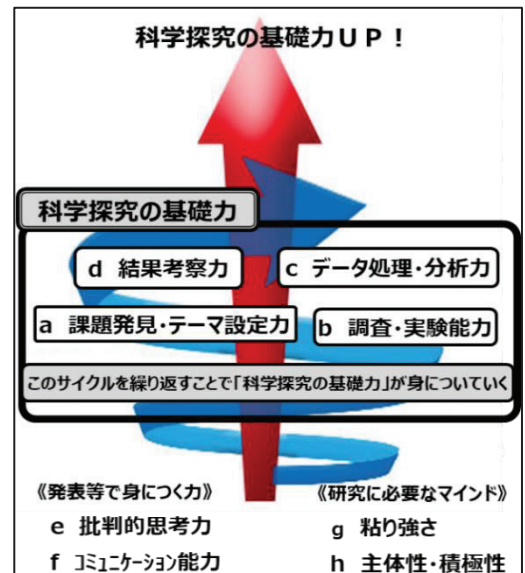 科学探究の基礎力UP!
科学探究の基礎力
d 結果考察力
c データ処理・分析力
a 課題発見・テーマ設定力
b 調査・実験能力
このサイクルを繰り返すことで「科学探究の基礎力」が身についていく
《発表等で身につく力》
e 批判的思考力
f コミュニケーション能力
《研究に必要なマインド》
g 粘り強さ
h 主体性・積極性